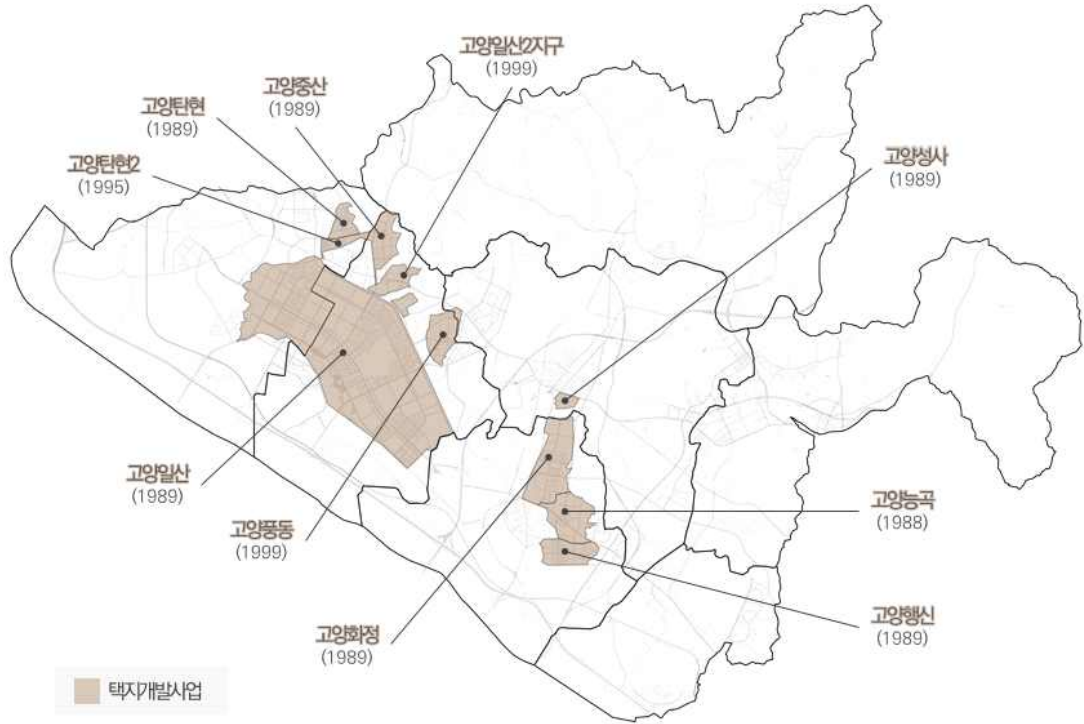 고양일산2지구
(1999)
고양중산
(1989)
고양탄현
(1989)
고양탄현2
(1995)
고양성사
(1989)
고양일산
(1989)
고양풍동
(1999)
고양능곡
(1988)
고양화정
(1989)
고양행신
(1989)
택지개발사업